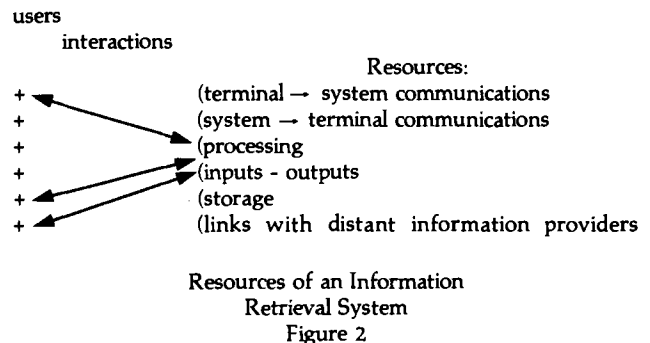 users
interactions
Resources:
+ (terminal → system communications
+ (system → terminal communications
+ (processing
+ (inputs - outputs
+ (storage
+ (links with distant information providers
Resources of an Information
Retrieval System
Figure 2